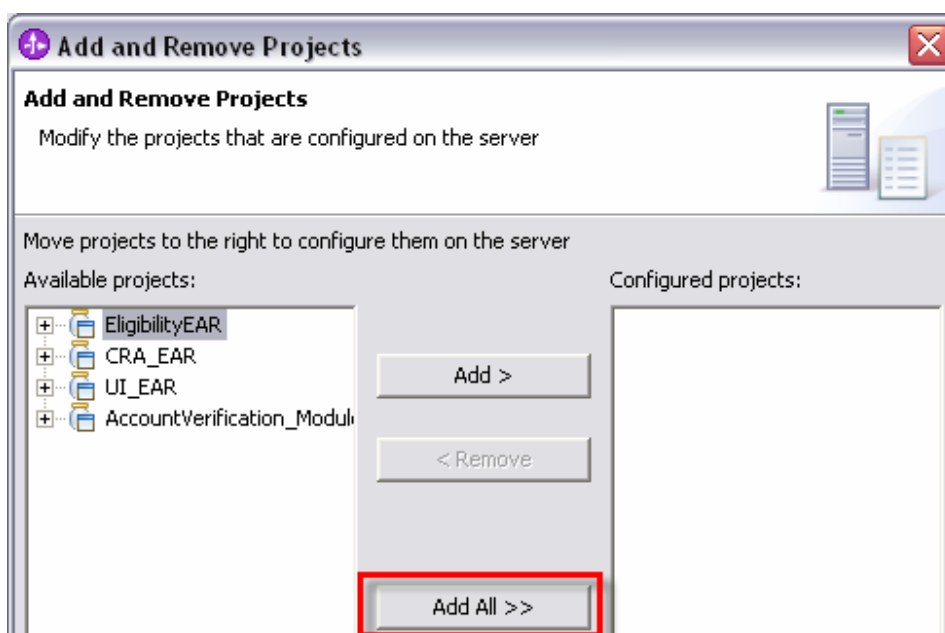 Add and Remove Projects
Add and Remove Projects
Modify the projects that are configured on the server
Move projects to the right to configure them on the server
Available projects:
Configured projects:
EligibilityEAR
CRA_EAR
UI_EAR
AccountVerification_Modul
Add >
< Remove
Add All >>